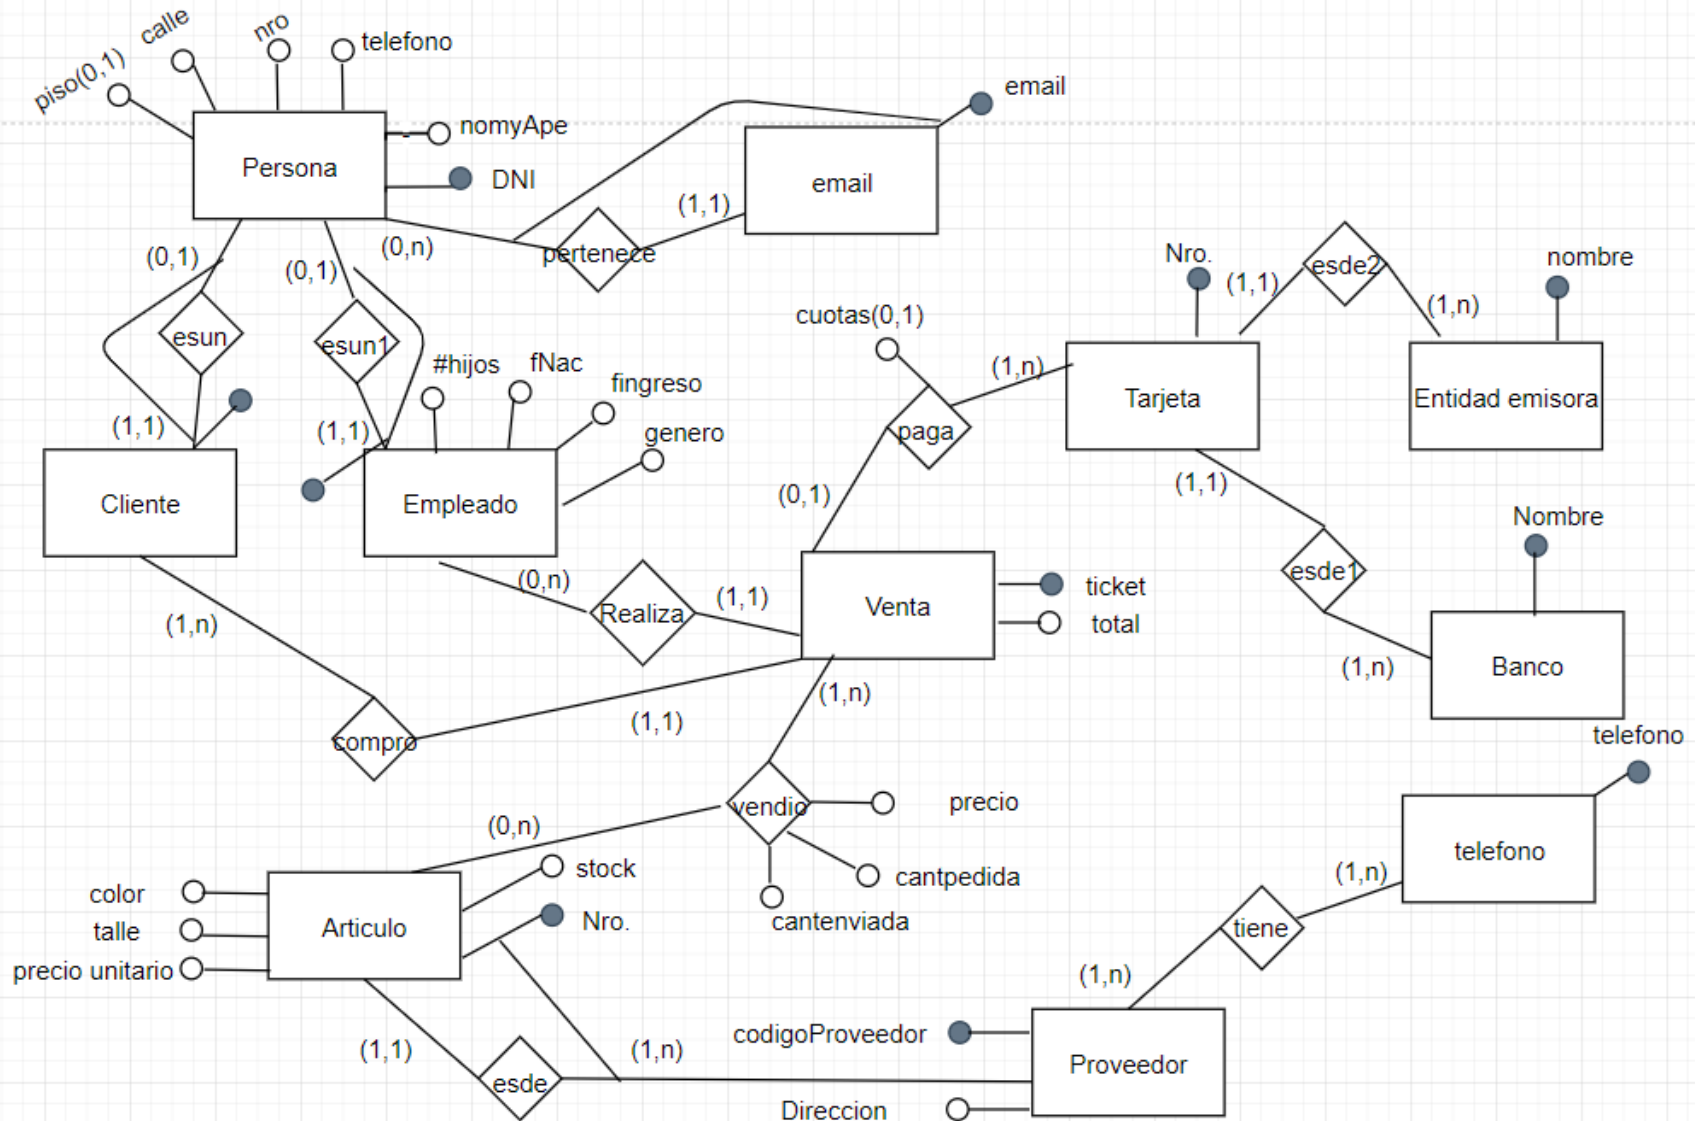 calle
nro
telefono
piso(0,1)
nomyApe
Persona
DNI
email
email
(0,1)
(0,1)
(0,n)
(1,1)
pertenece
esun
esun1
Nro.
(1,1)
esde2
(1,n)
nombre
cuotas(0,1)
(1,n)
#hijos
fNac
fingreso
genero
(1,1)
(1,1)
paga
Tarjeta
Entidad emisora
Cliente
Empleado
(0,1)
(1,1)
Nombre
(0,n)
(1,1)
Realiza
Venta
ticket
total
esde1
(1,n)
(1,n)
Banco
(1,n)
(1,1)
compro
telefono
(0,n)
vendio
precio
cantpedida
cantenviada
(1,n)
telefono
color
talle
precio unitario
stock
Articulo
Nro.
tiene
(1,n)
(1,1)
(1,n)
esde
codigoProveedor
Proveedor
Direccion